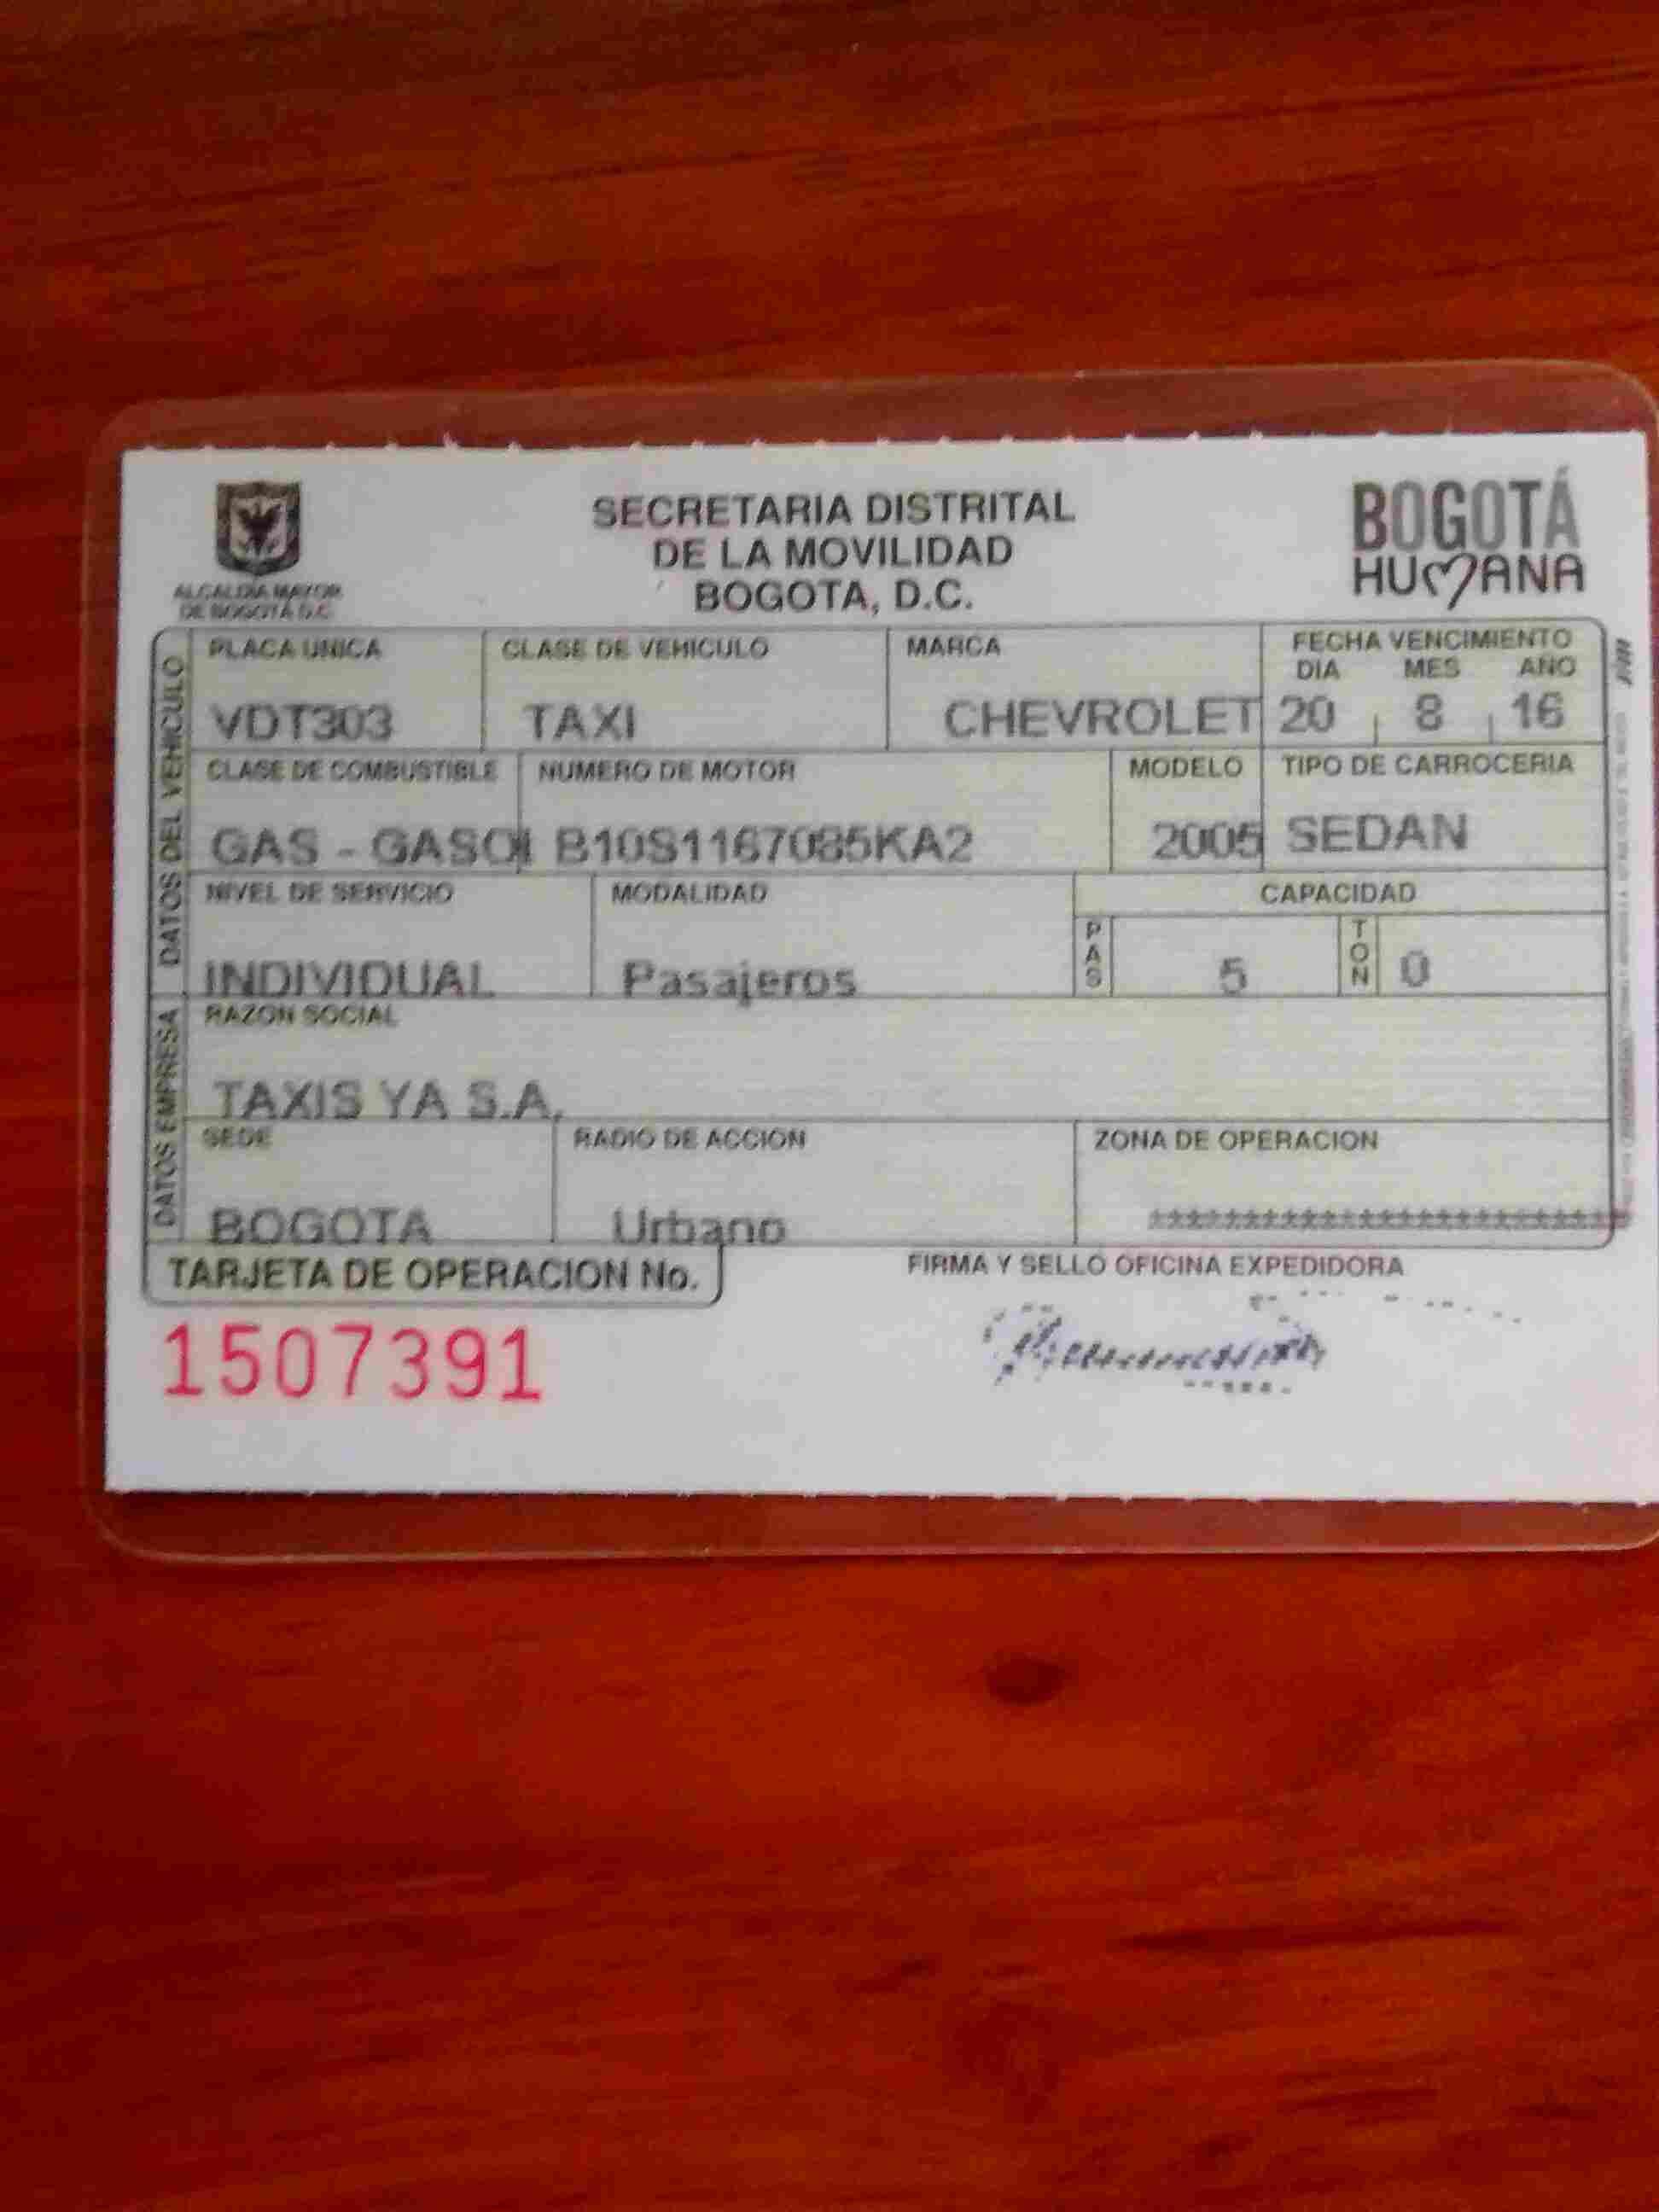 ALCALDIA MAYOR
DE BOGOTA D.C.
SECRETARIA DISTRITAL
DE LA MOVILIDAD
BOGOTA, D.C.
BOGOTÁ
HUMANA
DATOS DEL VEHICULO
PLACA UNICA CLASE DE VEHICULO MARCA FECHA VENCIMIENTO
DIA MES AÑO
VDT303 TAXI CHEVROLET 20 8 16
CLASE DE COMBUSTIBLE NUMERO DE MOTOR MODELO TIPO DE CARROCERIA
GAS - GASOI B10S1167085KA2 2005 SEDAN
NIVEL DE SERVICIO MODALIDAD CAPACIDAD
INDIVIDUAL Pasajeros PAS 5 TON 0
DATOS EMPRESA
RAZON SOCIAL
TAXIS YA S.A.
SEDE RADIO DE ACCION ZONA DE OPERACION
BOGOTA Urbano
TARJETA DE OPERACION No. FIRMA Y SELLO OFICINA EXPEDIDORA
1507391